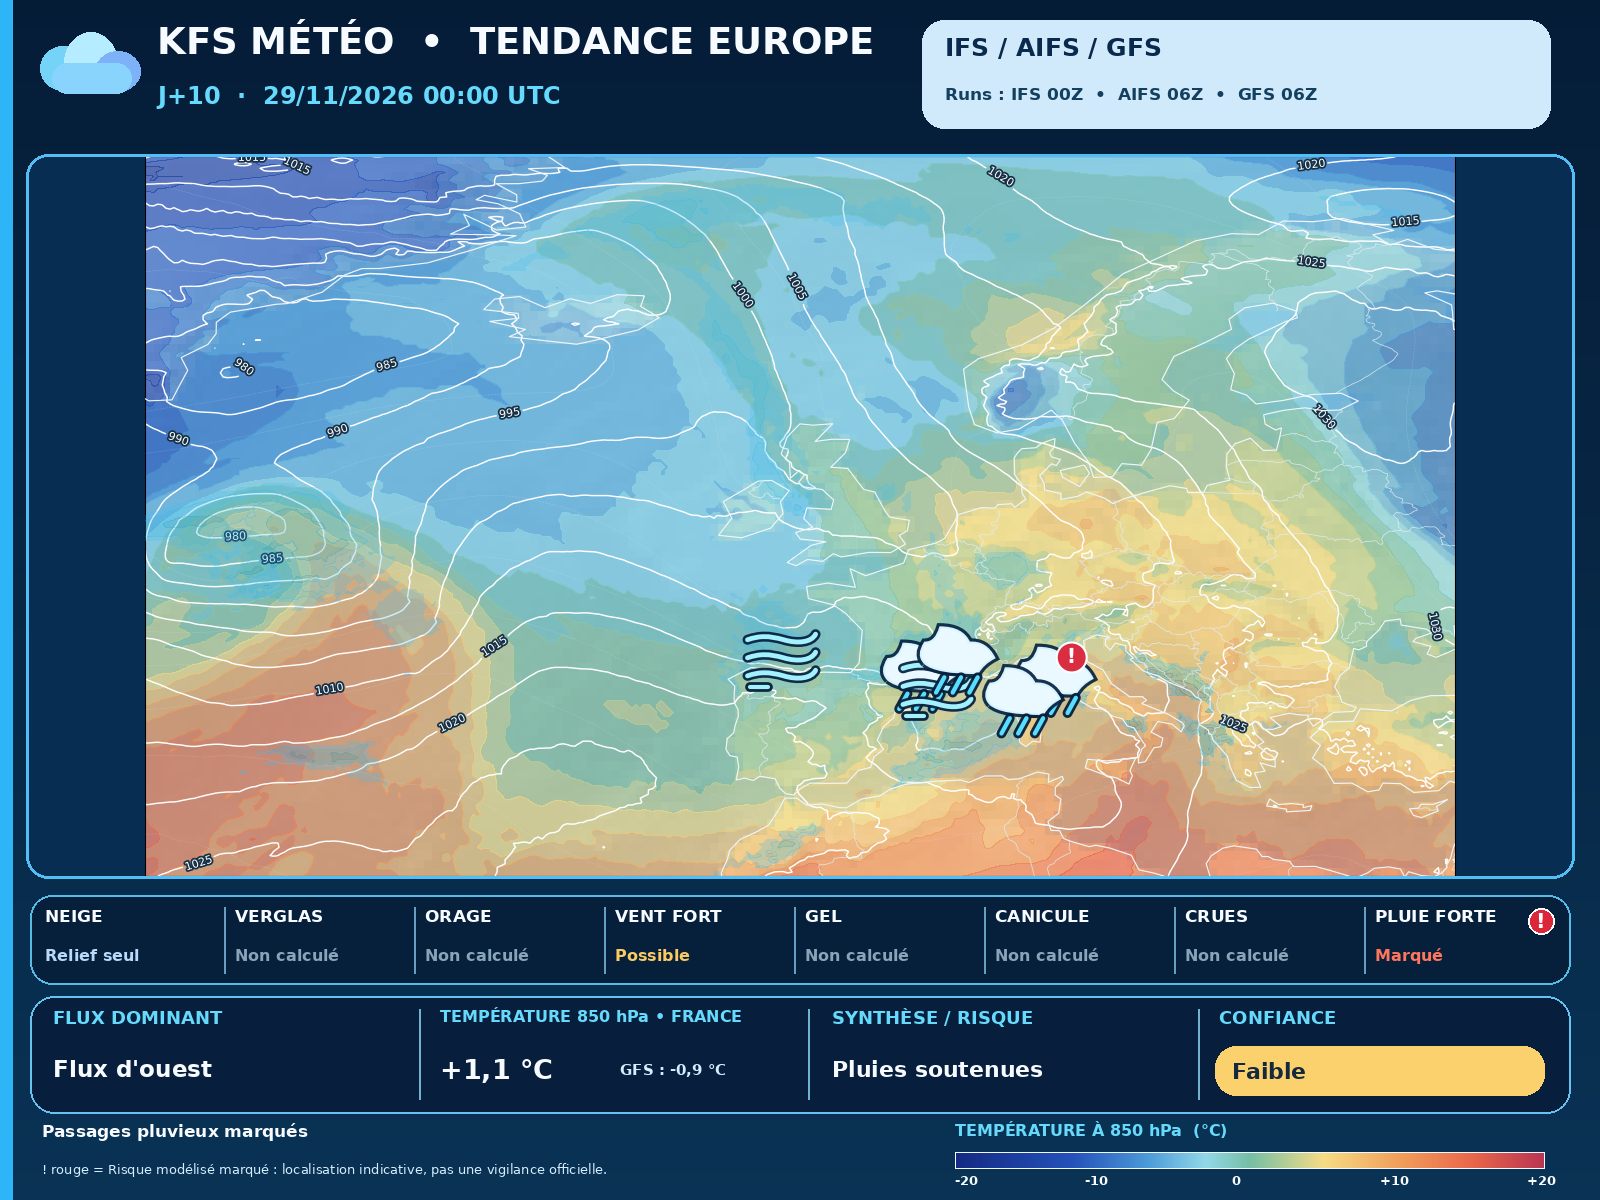 KFS MÉTÉO • TENDANCE EUROPE
J+10 · 29/11/2026 00:00 UTC
IFS / AIFS / GFS
Runs : IFS 00Z • AIFS 06Z • GFS 06Z
1015
1015
1020
1020
1015
1025
1000
1005
980
985
995
990
990
1030
980
985
1015
1010
1020
1030
1025
1025
!
NEIGE
Relief seul
VERGLAS
Non calculé
ORAGE
Non calculé
VENT FORT
Possible
GEL
Non calculé
CANICULE
Non calculé
CRUES
Non calculé
PLUIE FORTE
!
Marqué
FLUX DOMINANT
Flux d'ouest
TEMPÉRATURE 850 hPa • FRANCE
+1,1 °C
GFS : -0,9 °C
SYNTHÈSE / RISQUE
Pluies soutenues
CONFIANCE
Faible
Passages pluvieux marqués
! rouge = Risque modélisé marqué : localisation indicative, pas une vigilance officielle.
TEMPÉRATURE À 850 hPa (°C)
-20 -10 0 +10 +20